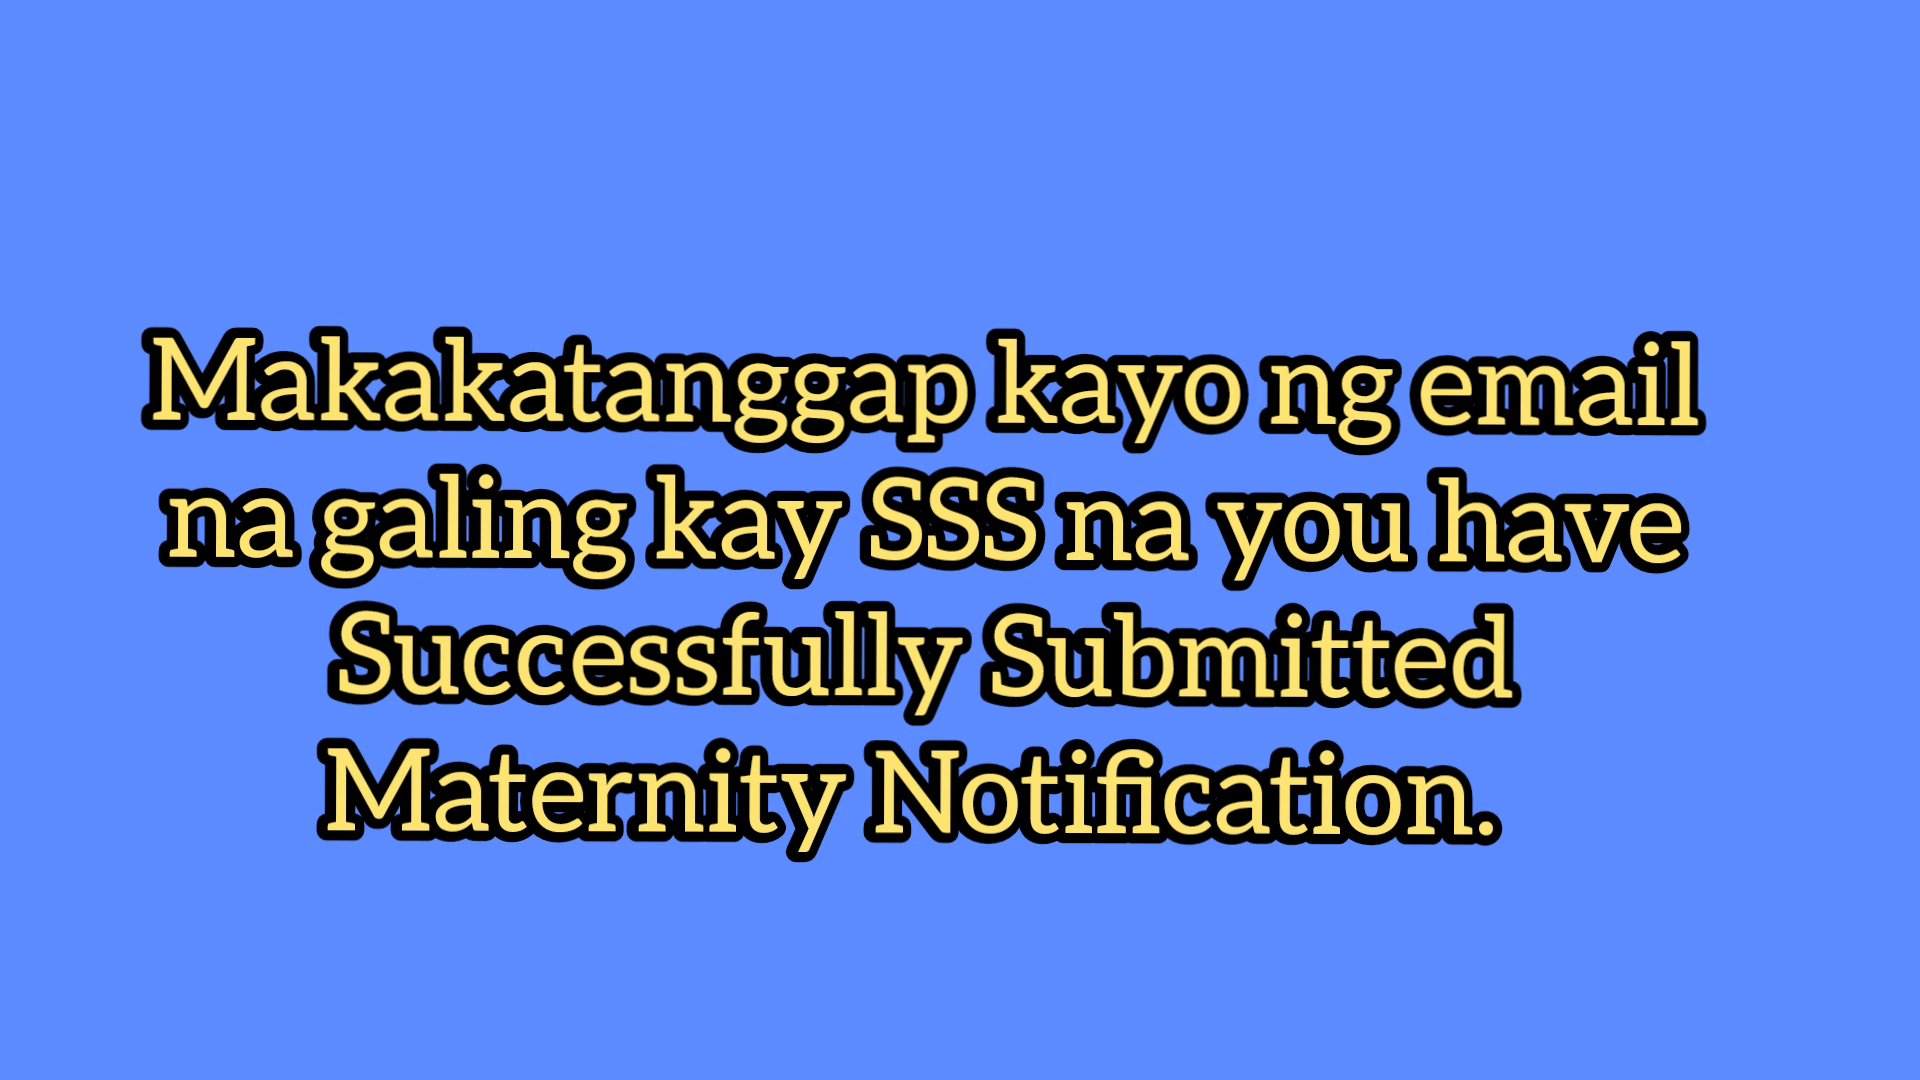 Makakatanggap kayo ng email
na galing kay SSS na you have
Successfully Submitted
Maternity Notification.